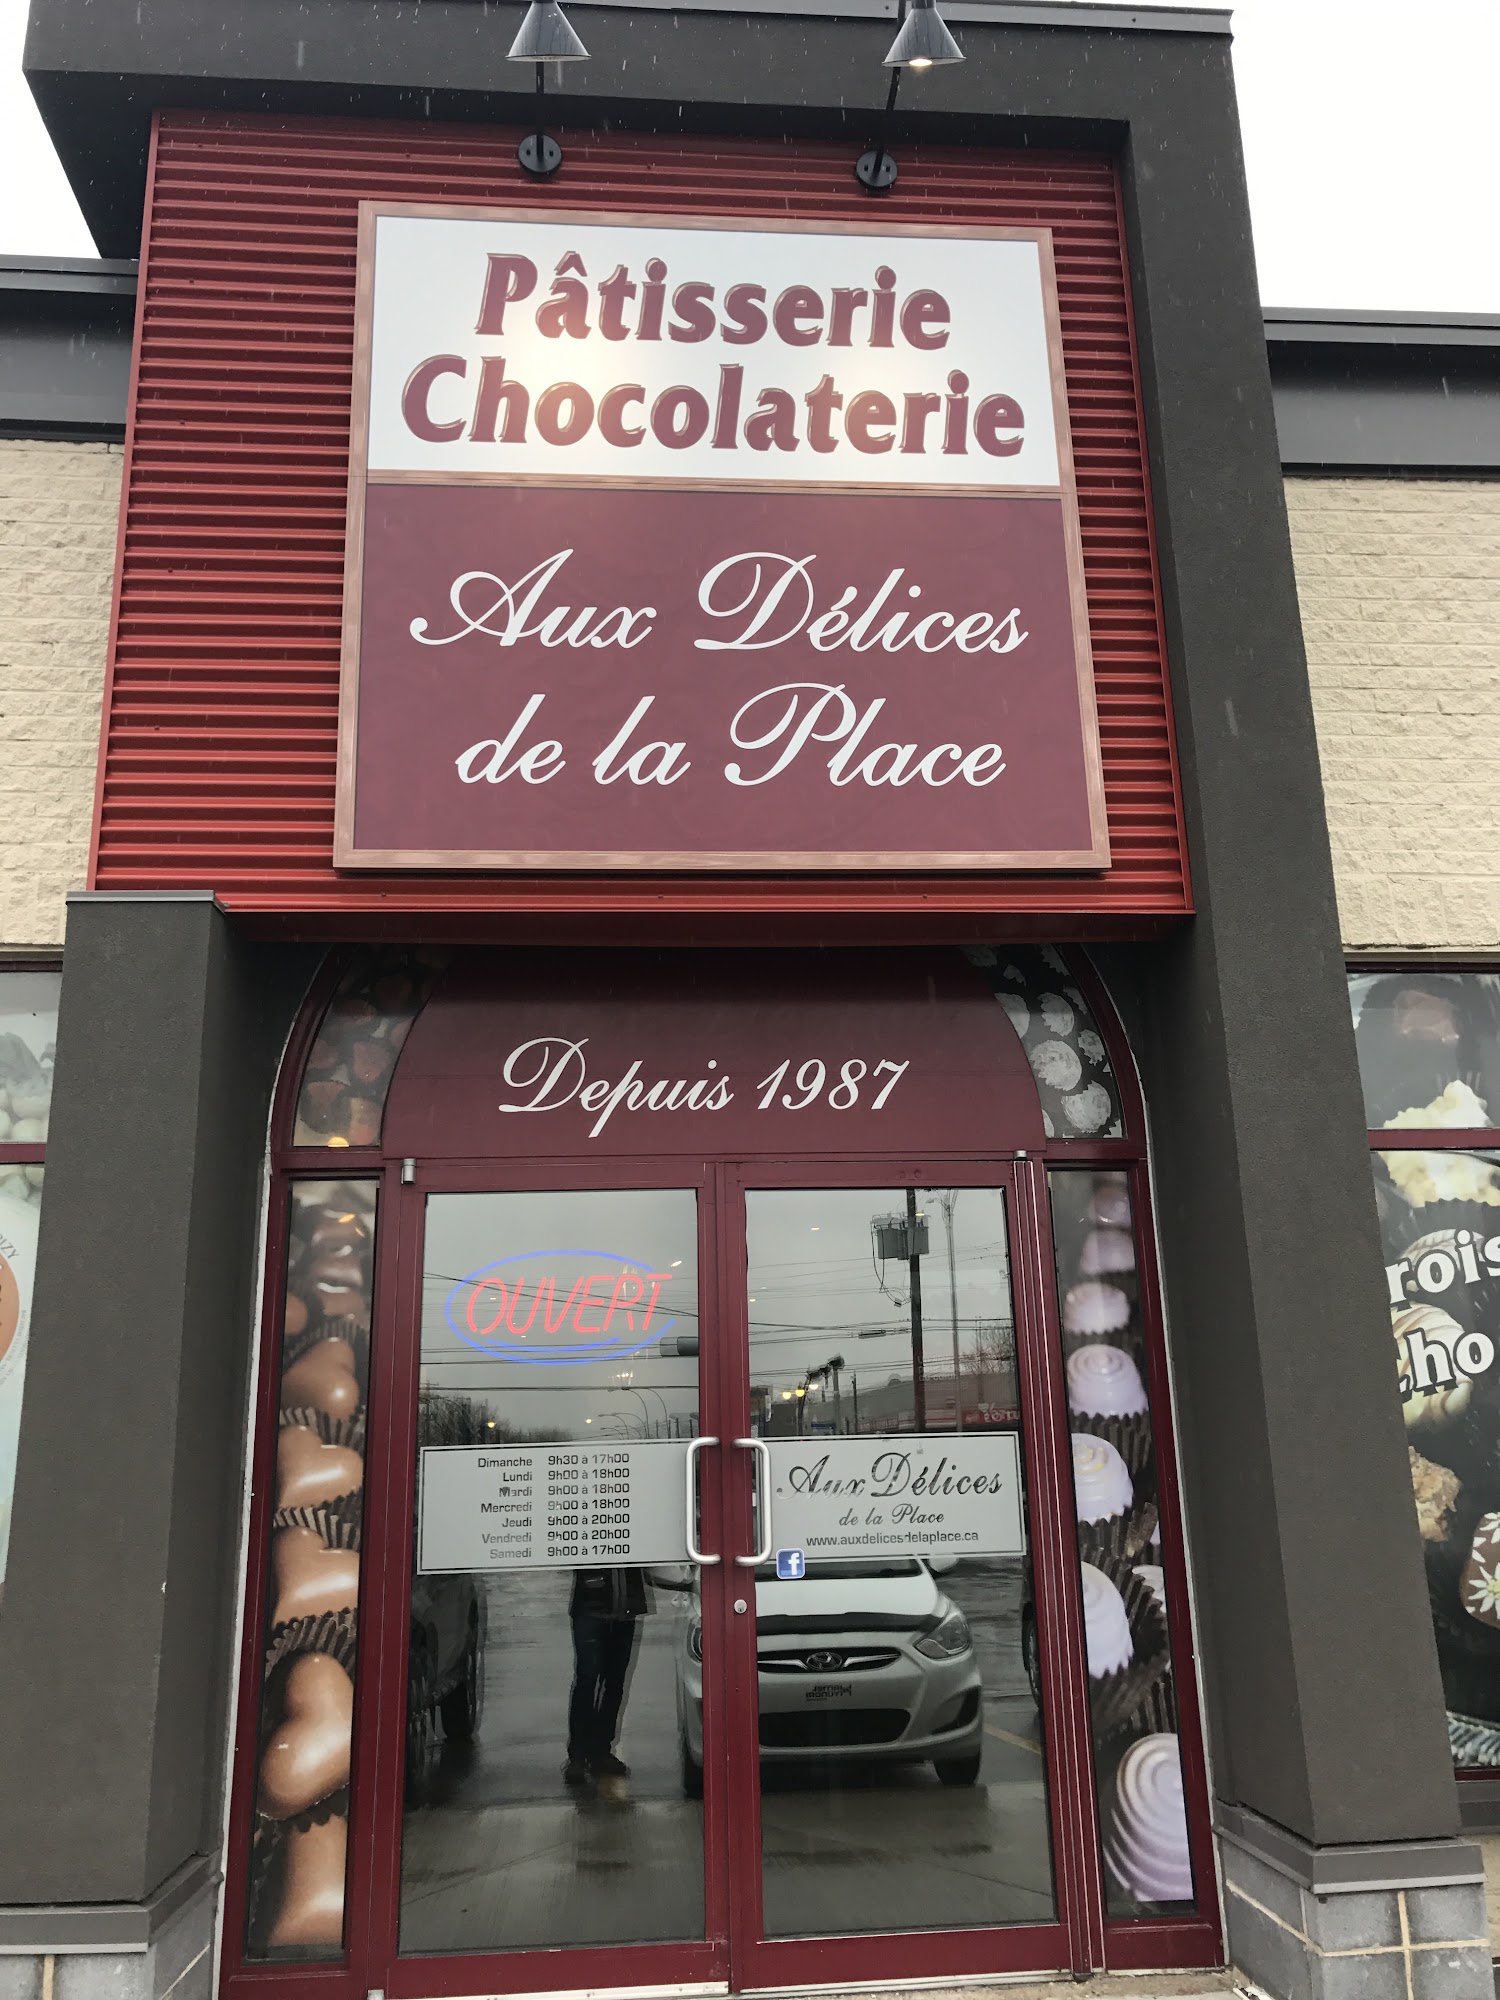 Pâtisserie
Chocolaterie
Aux Délices
de la Place
Depuis 1987
OUVERT
Dimanche 9h30 à 17h00
Lundi 9h00 à 18h00
Mardi 9h00 à 18h00
Mercredi 9h00 à 18h00
Jeudi 9h00 à 20h00
Vendredi 9h00 à 20h00
Samedi 9h00 à 17h00
Aux Délices
de la Place
www.auxdelicesdelaplace.ca
f